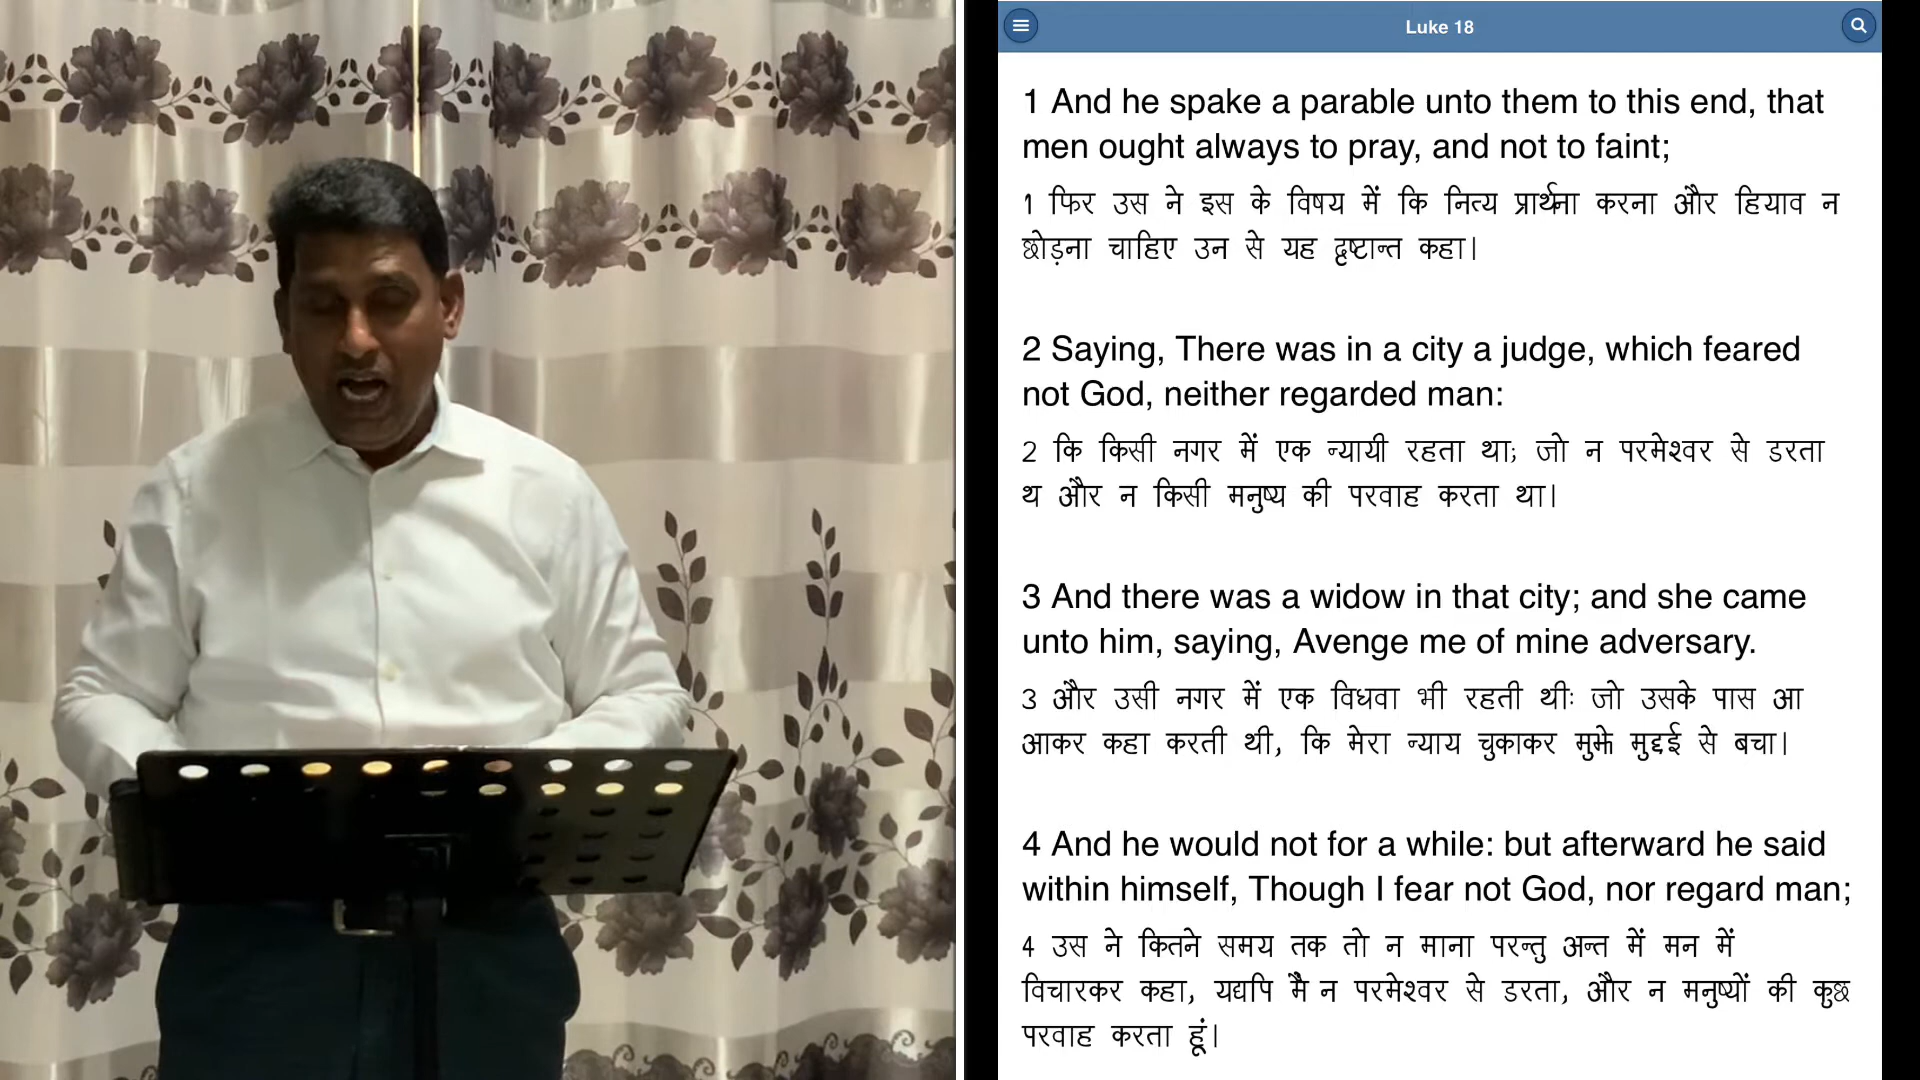 Luke 18
1 And he spake a parable unto them to this end, that
men ought always to pray, and not to faint;
1 फिर उस ने इस के विषय में कि नित्य प्रार्थना करना और हियाव न
छोड़ना चाहिए उन से यह दृष्टान्त कहा।
2 Saying, There was in a city a judge, which feared
not God, neither regarded man:
2 कि किसी नगर में एक न्यायी रहता था; जो न परमेश्वर से डरता
थ और न किसी मनुष्य की परवाह करता था।
3 And there was a widow in that city; and she came
unto him, saying, Avenge me of mine adversary.
3 और उसी नगर में एक विधवा भी रहती थीः जो उसके पास आ
आकर कहा करती थी, कि मेरा न्याय चुकाकर मुझे मुद्दई से बचा।
4 And he would not for a while: but afterward he said
within himself, Though I fear not God, nor regard man;
4 उस ने कितने समय तक तो न माना परन्तु अन्त में मन में
विचारकर कहा, यद्यपि मैं न परमेश्वर से डरता, और न मनुष्यों की कुछ
परवाह करता हूं।